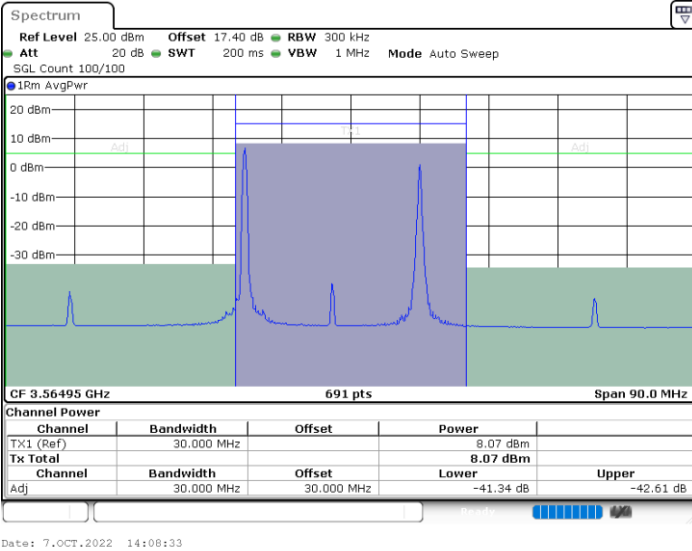 Spectrum
Ref Level 25.00 dBm Offset 17.40 dB RBW 300 kHz
Att 20 dB SWT 200 ms VBW 1 MHz Mode Auto Sweep
SGL Count 100/100
1Rm AvgPwr
20 dBm
Adj TX1 Adj
10 dBm
0 dBm
-10 dBm
-20 dBm
-30 dBm
CF 3.56495 GHz 691 pts Span 90.0 MHz
Channel Power
Channel Bandwidth Offset Power
TX1 (Ref) 30.000 MHz 8.07 dBm
Tx Total 8.07 dBm
Channel Bandwidth Offset Lower Upper
Adj 30.000 MHz 30.000 MHz -41.34 dB -42.61 dB
Ready
Date: 7.OCT.2022 14:08:33